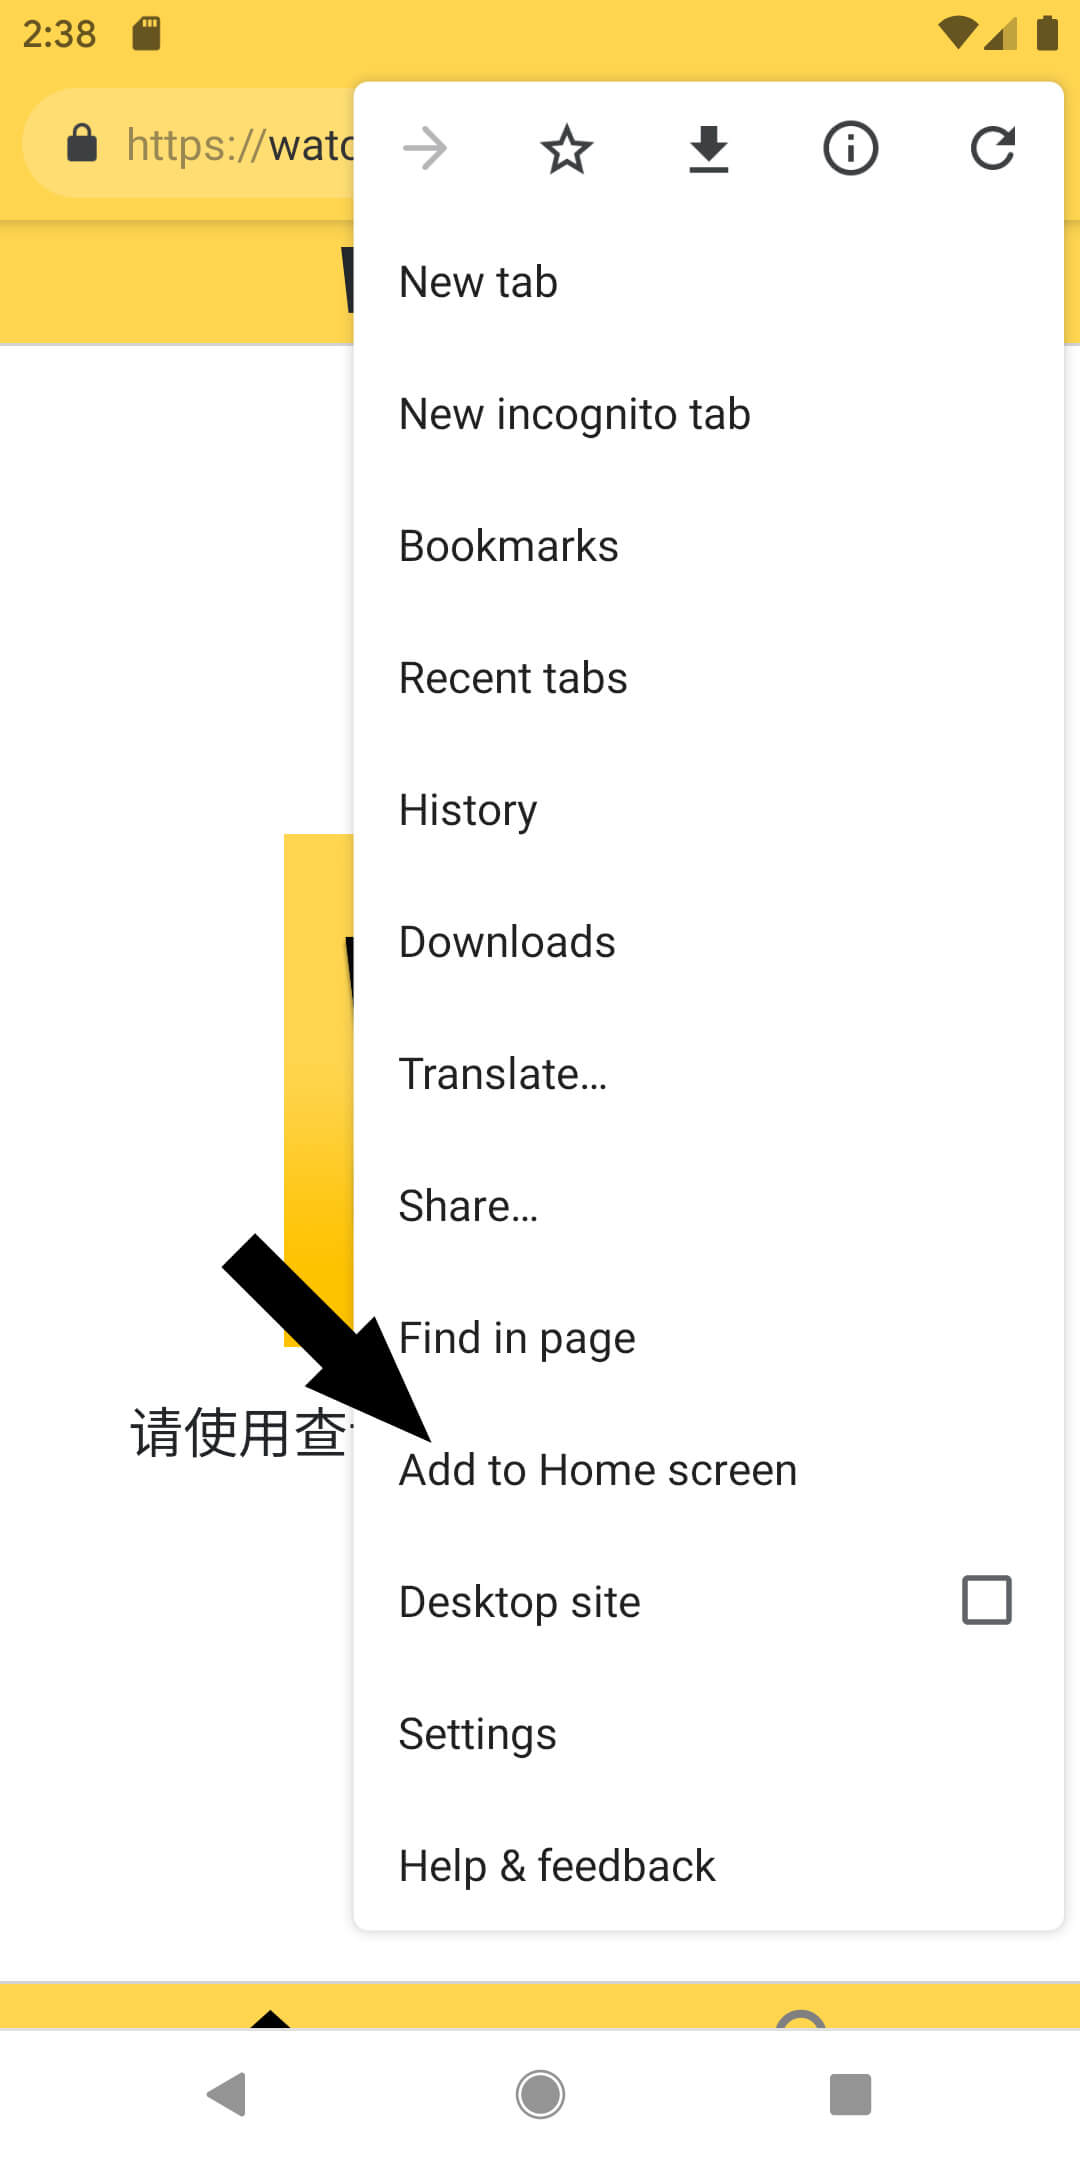 2:38
https://watc
New tab
New incognito tab
Bookmarks
Recent tabs
History
Downloads
Translate...
Share...
Find in page
请使用查
Add to Home screen
Desktop site
Settings
Help & feedback